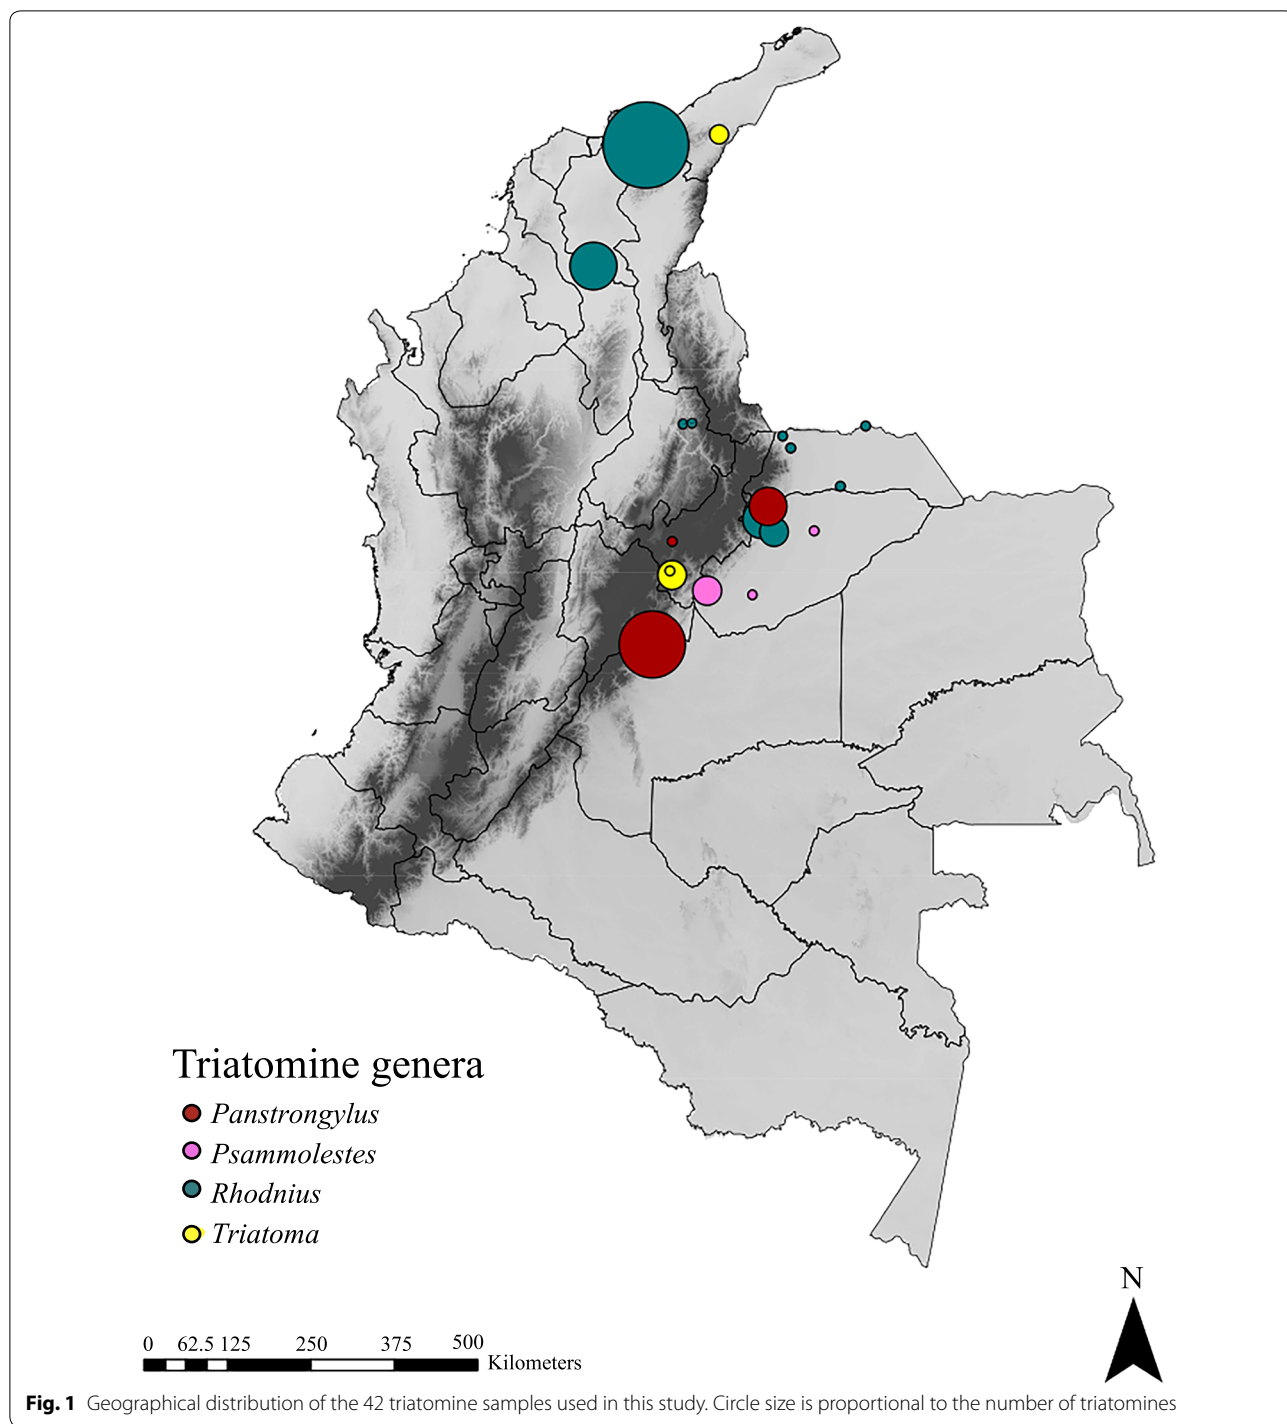 Triatomine genera
Panstrongylus
Psammolestes
Rhodnius
Triatoma
N
0 62.5 125 250 375 500
Kilometers
Fig. 1 Geographical distribution of the 42 triatomine samples used in this study. Circle size is proportional to the number of triatomines